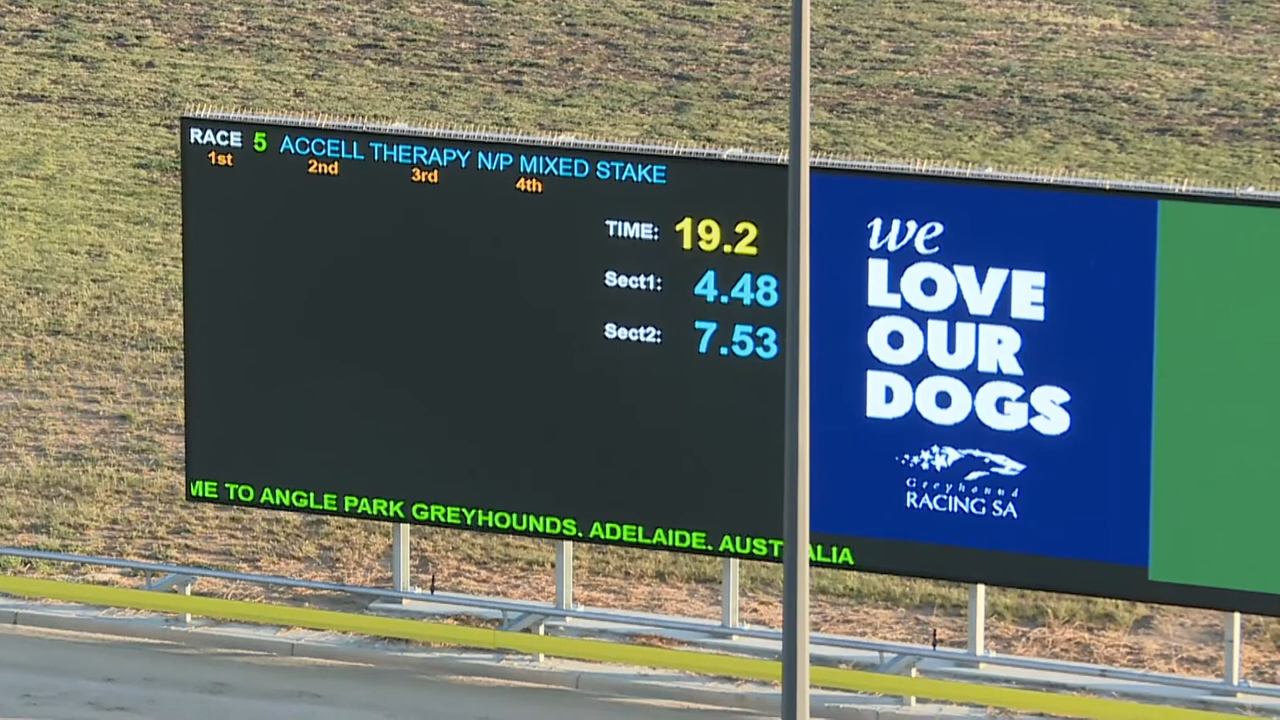 RACE 5 ACCELL THERAPY N/P MIXED STAKE
1st 2nd 3rd 4th
TIME: 19.2
Sect1: 4.48
Sect2: 7.53
ME TO ANGLE PARK GREYHOUNDS. ADELAIDE. AUSTRALIA
we
LOVE
OUR
DOGS
Greyhound
RACING SA